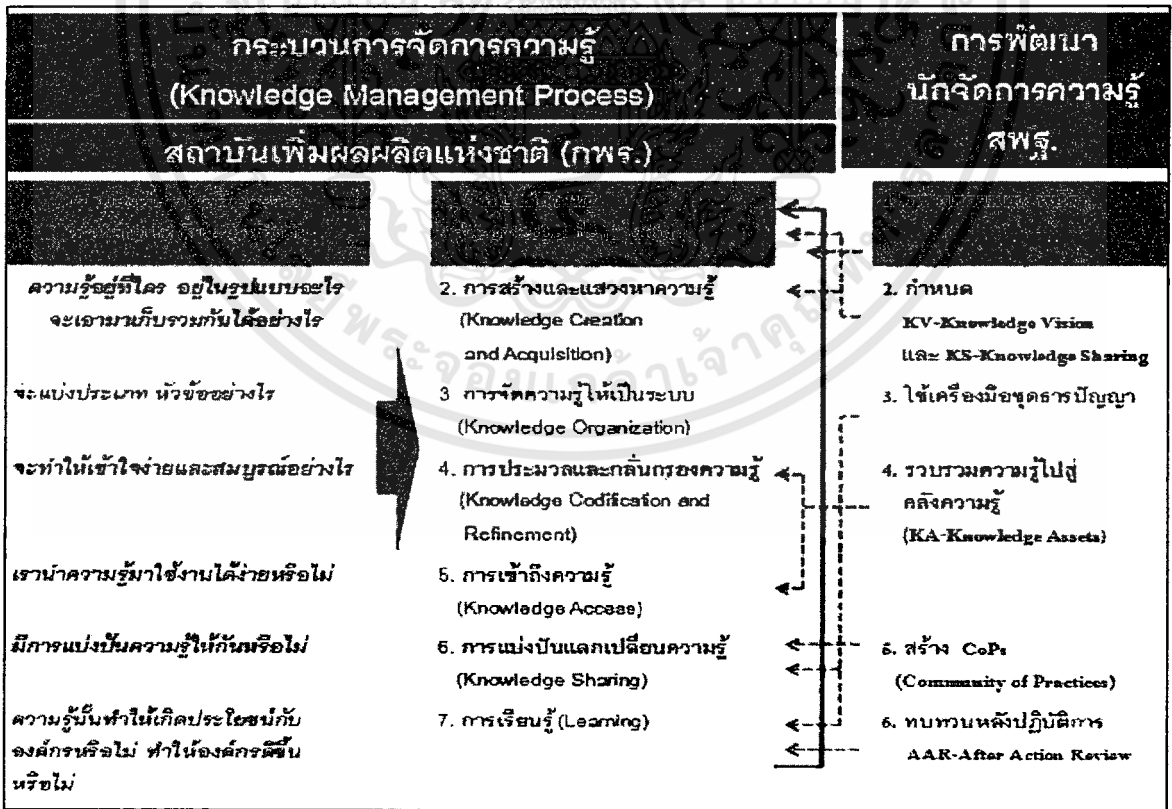 กระบวนการจัดการความรู้
(Knowledge Management Process)
สถาบันเพิ่มผลผลิตแห่งชาติ (กพร.)
การพัฒนา
นักจัดการความรู้
สพฐ.
ความรู้อยู่ที่ใคร อยู่ในรูปแบบอะไร
จะเอามาเก็บรวมกันได้อย่างไร
จะแบ่งประเภท หัวข้ออย่างไร
จะทำให้เข้าใจง่ายและสมบูรณ์อย่างไร
เรานำความรู้มาใช้งานได้ง่ายหรือไม่
มีการแบ่งปันความรู้ให้กันหรือไม่
ความรู้นั้นทำให้เกิดประโยชน์กับ
องค์กรหรือไม่ ทำให้องค์กรดีขึ้น
หรือไม่
2. การสร้างและแสวงหาความรู้
(Knowledge Creation
and Acquisition)
3 การจัดความรู้ให้เป็นระบบ
(Knowledge Organization)
4. การประมวลและกลั่นกรองความรู้
(Knowledge Codification and
Refinement)
5. การเข้าถึงความรู้
(Knowledge Access)
6. การแบ่งปันแลกเปลี่ยนความรู้
(Knowledge Sharing)
7. การเรียนรู้ (Learning)
2. กำหนด
KV-Knowledge Vision
และ KS-Knowledge Sharing
3. ใช้เครื่องมือชุดธารปัญญา
4. รวบรวมความรู้ไปสู่
คลังความรู้
(KA-Knowledge Assets)
5. สร้าง CoPs
(Community of Practices)
6. ทบทวนหลังปฏิบัติการ
AAR-After Action Review